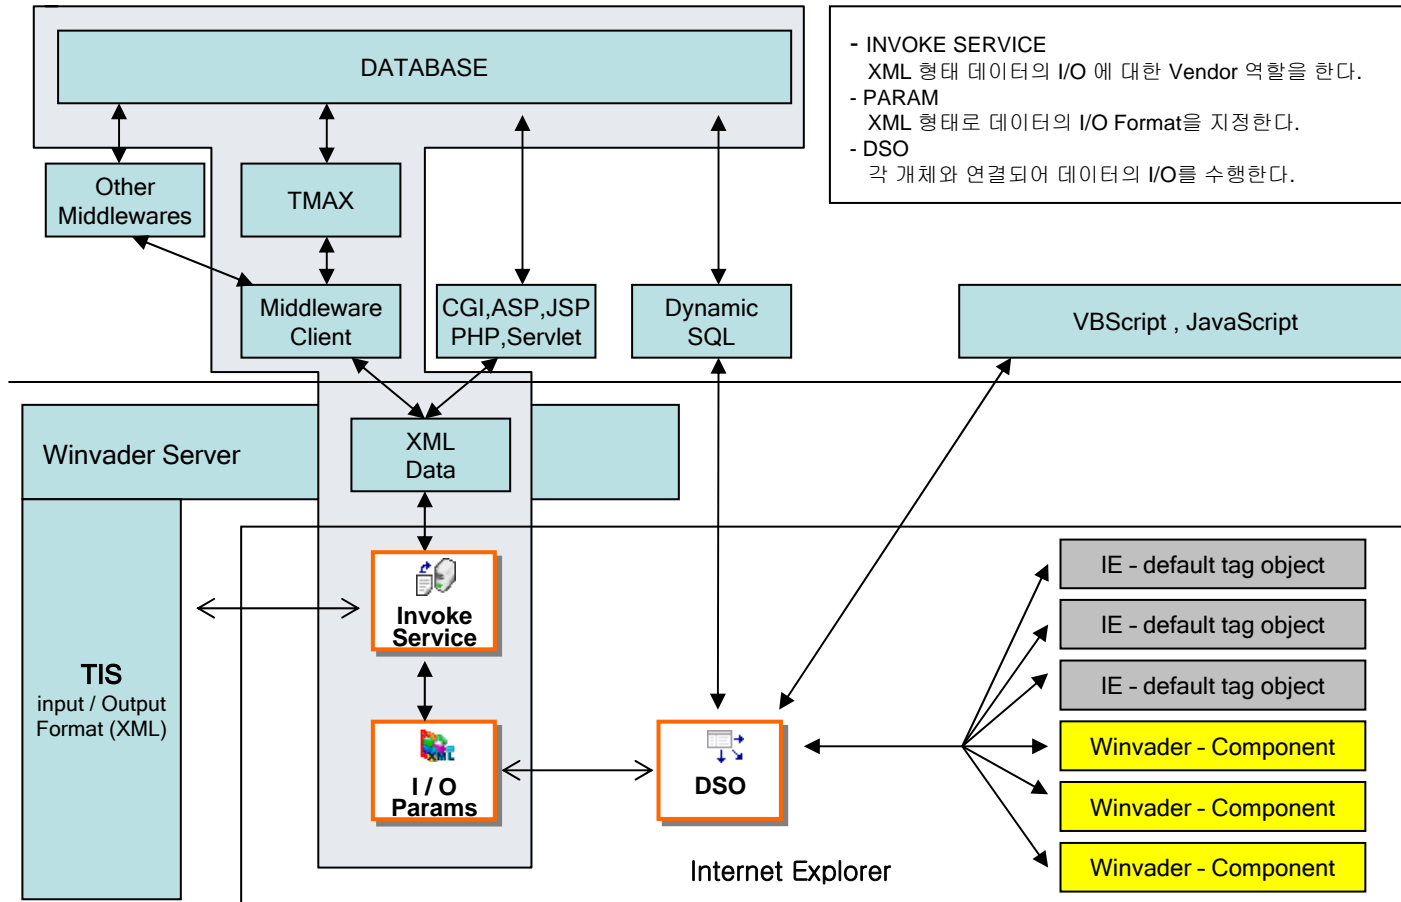 DATABASE
- INVOKE SERVICE
XML 형태 데이터의 I/O 에 대한 Vendor 역할을 한다.
- PARAM
XML 형태로 데이터의 I/O Format을 지정한다.
- DSO
각 개체와 연결되어 데이터의 I/O를 수행한다.
Other
Middlewares
TMAX
Middleware
Client
CGI,ASP,JSP
PHP,Servlet
Dynamic
SQL
VBScript , JavaScript
Winvader Server
XML
Data
TIS
input / Output
Format (XML)
Invoke
Service
XML
I / O
Params
DSO
IE - default tag object
IE - default tag object
IE - default tag object
Winvader - Component
Winvader - Component
Winvader - Component
Internet Explorer